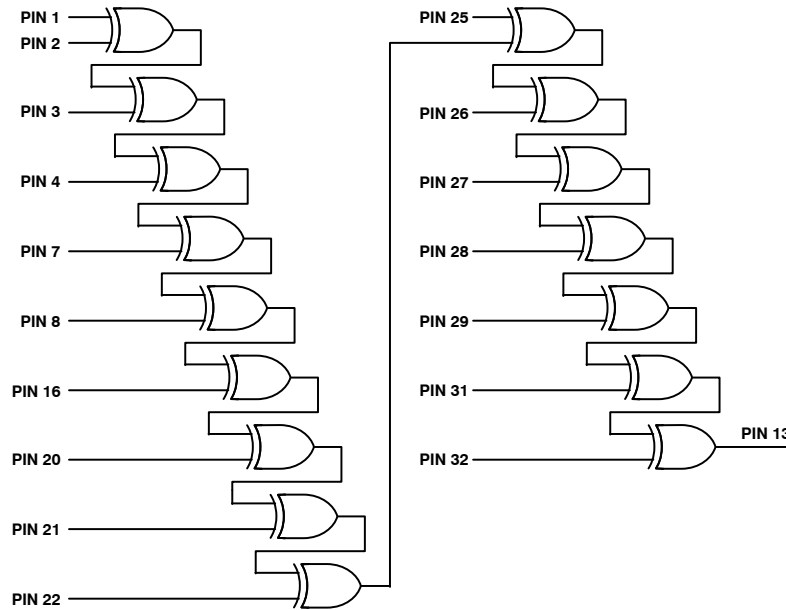 PIN 1
PIN 2
PIN 3
PIN 4
PIN 7
PIN 8
PIN 16
PIN 20
PIN 21
PIN 22
PIN 25
PIN 26
PIN 27
PIN 28
PIN 29
PIN 31
PIN 32
PIN 13